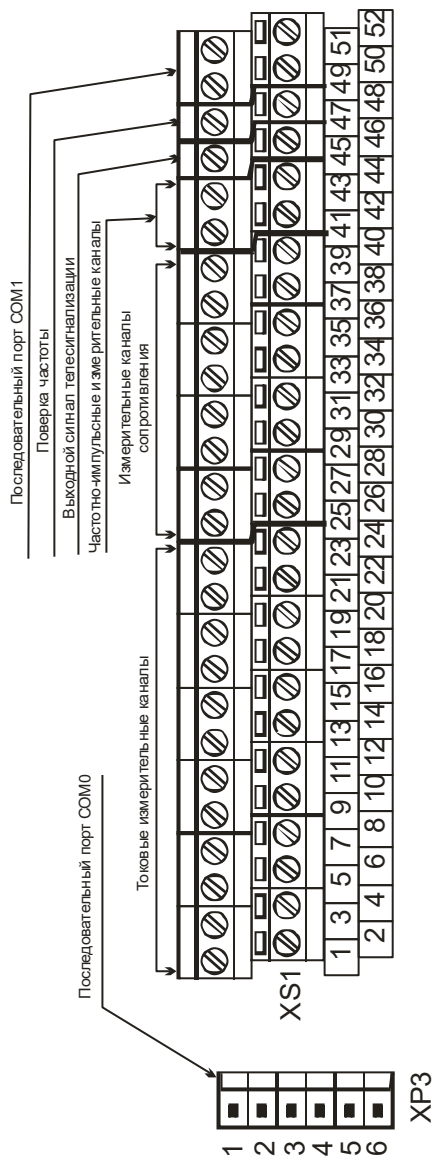 Последовательный порт COM1
Поверка частоты
Выходной сигнал телесигнализации
Частотно-импульсные измерительные каналы
Измерительные каналы
сопротивления
Токовые измерительные каналы
Последовательный порт COM0
XS1
1 3 5 7 9 11 13 15 17 19 21 23 25 27 29 31 33 35 37 39 41 43 45 47 49 51
2 4 6 8 10 12 14 16 18 20 22 24 26 28 30 32 34 36 38 40 42 44 46 48 50 52
1
2
3
4
5
6
XP3